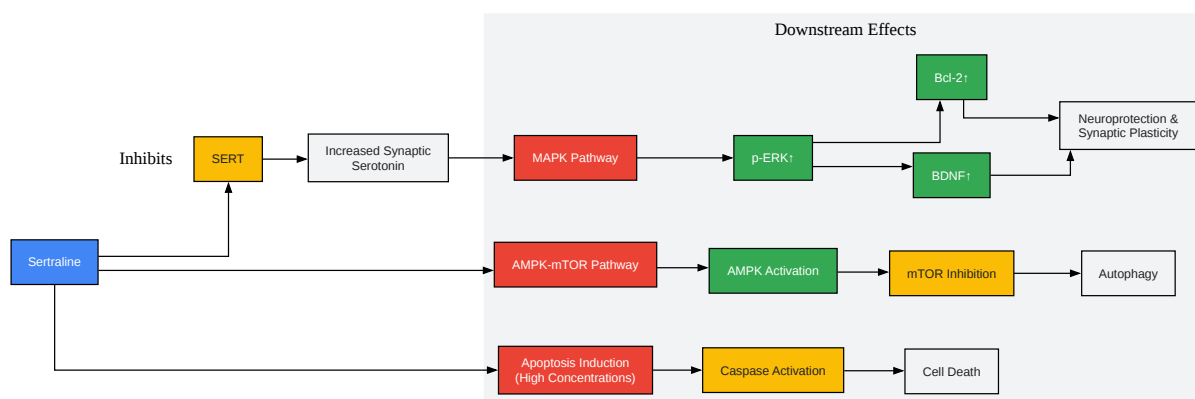 Downstream Effects
Bcl-2↑
Neuroprotection &
Synaptic Plasticity
Inhibits
SERT
Increased Synaptic
Serotonin
MAPK Pathway
p-ERK↑
BDNF↑
Sertraline
AMPK-mTOR Pathway
AMPK Activation
mTOR Inhibition
Autophagy
Apoptosis Induction
(High Concentrations)
Caspase Activation
Cell Death